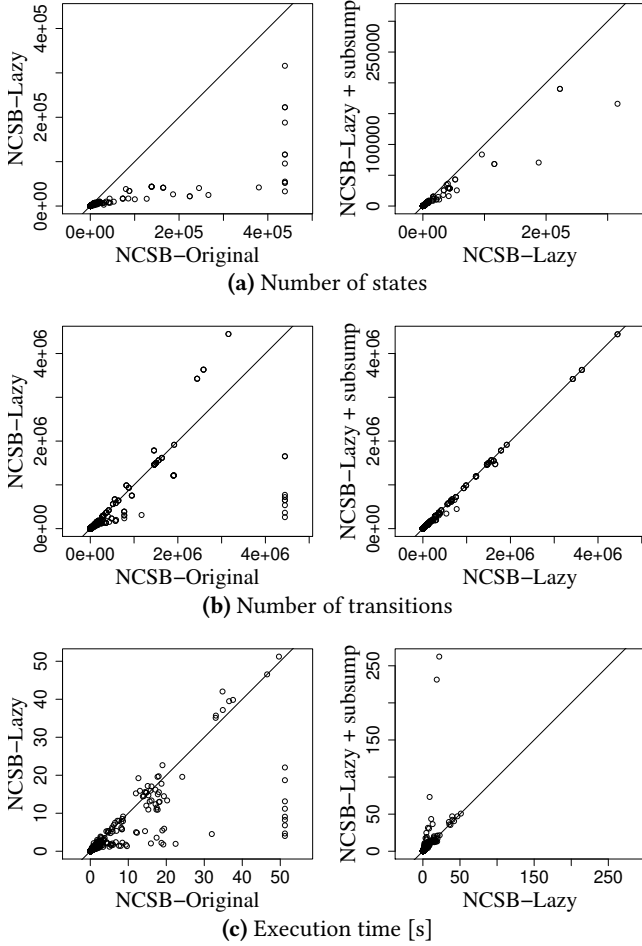 NCSB−Lazy
0e+00 2e+05 4e+05
0e+00 2e+05 4e+05
NCSB−Original
NCSB−Lazy + subsump
0 100000 250000
0e+00 2e+05
NCSB−Lazy
(a) Number of states
NCSB−Lazy
0e+00 2e+06 4e+06
0e+00 2e+06 4e+06
NCSB−Original
NCSB−Lazy + subsump
0e+00 2e+06 4e+06
0e+00 2e+06 4e+06
NCSB−Lazy
(b) Number of transitions
NCSB−Lazy
0 10 20 30 40 50
0 10 20 30 40 50
NCSB−Original
NCSB−Lazy + subsump
0 50 150 250
0 50 150 250
NCSB−Lazy
(c) Execution time [s]